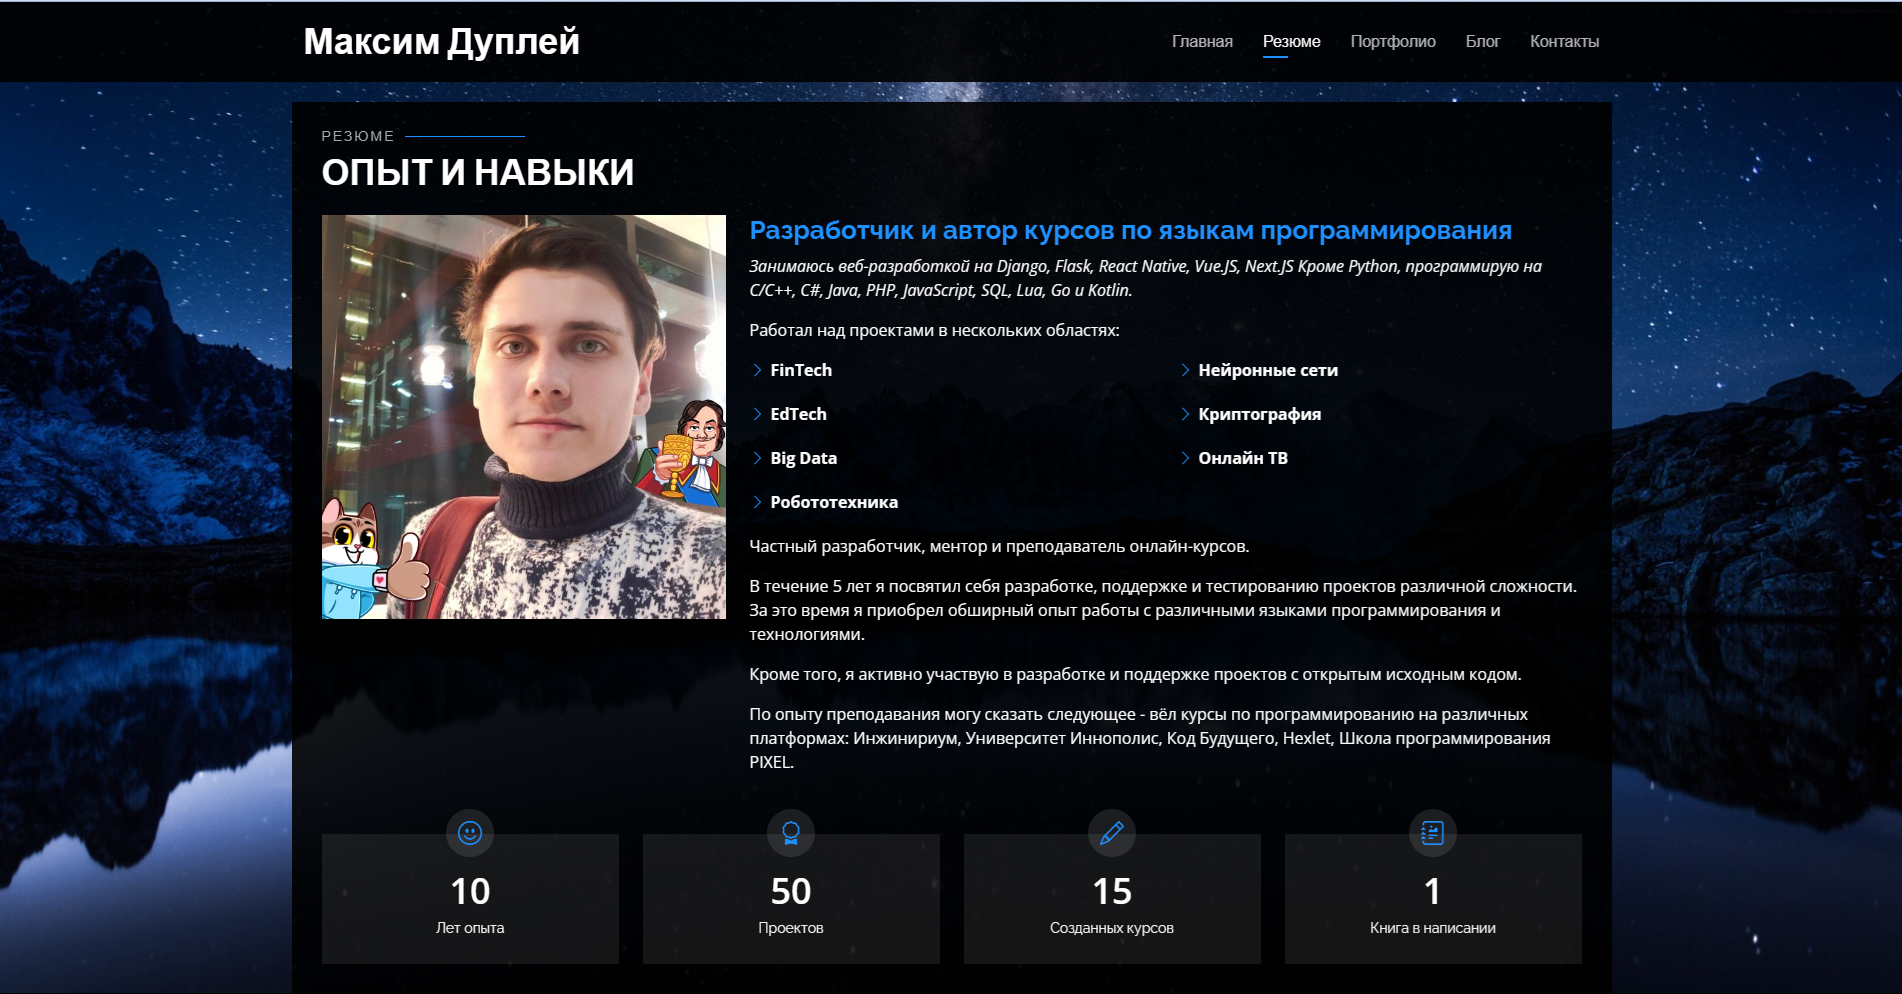 Максим Дуплей
Главная Резюме Портфолио Блог Контакты
РЕЗЮМЕ
ОПЫТ И НАВЫКИ
Разработчик и автор курсов по языкам программирования
Занимаюсь веб-разработкой на Django, Flask, React Native, Vue.JS, Next.JS Кроме Python, программирую на
C/C++, C#, Java, PHP, JavaScript, SQL, Lua, Go и Kotlin.
Работал над проектами в нескольких областях:
FinTech
EdTech
Big Data
Робототехника
Нейронные сети
Криптография
Онлайн ТВ
Частный разработчик, ментор и преподаватель онлайн-курсов.
В течение 5 лет я посвятил себя разработке, поддержке и тестированию проектов различной сложности.
За это время я приобрел обширный опыт работы с различными языками программирования и
технологиями.
Кроме того, я активно участвую в разработке и поддержке проектов с открытым исходным кодом.
По опыту преподавания могу сказать следующее - вёл курсы по программированию на различных
платформах: Инжинириум, Университет Иннополис, Код Будущего, Hexlet, Школа программирования
PIXEL.
10
Лет опыта
50
Проектов
15
Созданных курсов
1
Книга в написании